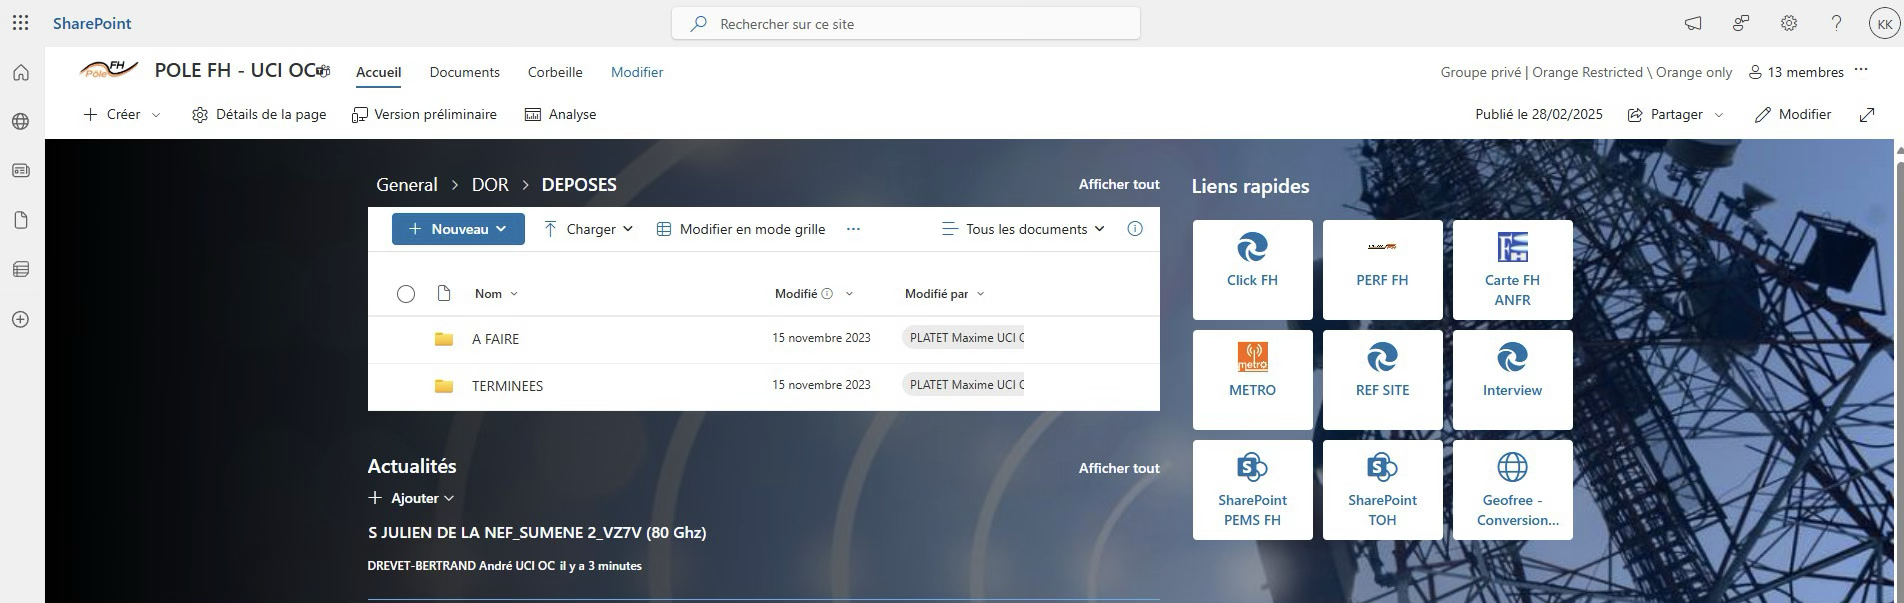 SharePoint
Rechercher sur ce site
KK
Pôle FH
POLE FH - UCI OC
Accueil
Documents
Corbeille
Modifier
Groupe privé | Orange Restricted \ Orange only
13 membres
Créer
Détails de la page
Version préliminaire
Analyse
Publié le 28/02/2025
Partager
Modifier
General > DOR > DEPOSES
Afficher tout
Nouveau
Charger
Modifier en mode grille
Tous les documents
Nom
Modifié
Modifié par
A FAIRE
15 novembre 2023
PLATET Maxime UCI
TERMINEES
15 novembre 2023
PLATET Maxime UCI
Actualités
Afficher tout
Ajouter
S JULIEN DE LA NEF_SUMENE 2_VZ7V (80 Ghz)
DREVET-BERTRAND André UCI OC il y a 3 minutes
Liens rapides
Click FH
PERF FH
FH
Carte FH
ANFR
metro
METRO
REF SITE
Interview
SharePoint
PEMS FH
SharePoint
TOH
Geofree -
Conversion...